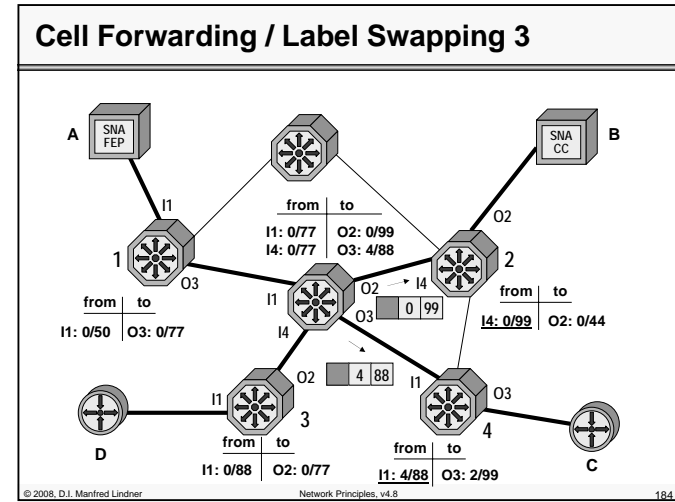 Cell Forwarding / Label Swapping 3
A
SNA
FEP
SNA
CC
B
I1
from to
I1: 0/77 O2: 0/99
I4: 0/77 O3: 4/88
O2
1
O3
2
I1
O2
I4
0 99
O3
from to
I1: 0/50 O3: 0/77
from to
I4: 0/99 O2: 0/44
I4
4 88
O2
I1
O3
I1
3
4
D
from to
I1: 0/88 O2: 0/77
from to
I1: 4/88 O3: 2/99
C
© 2008, D.I. Manfred Lindner
Network Principles, v4.8
184